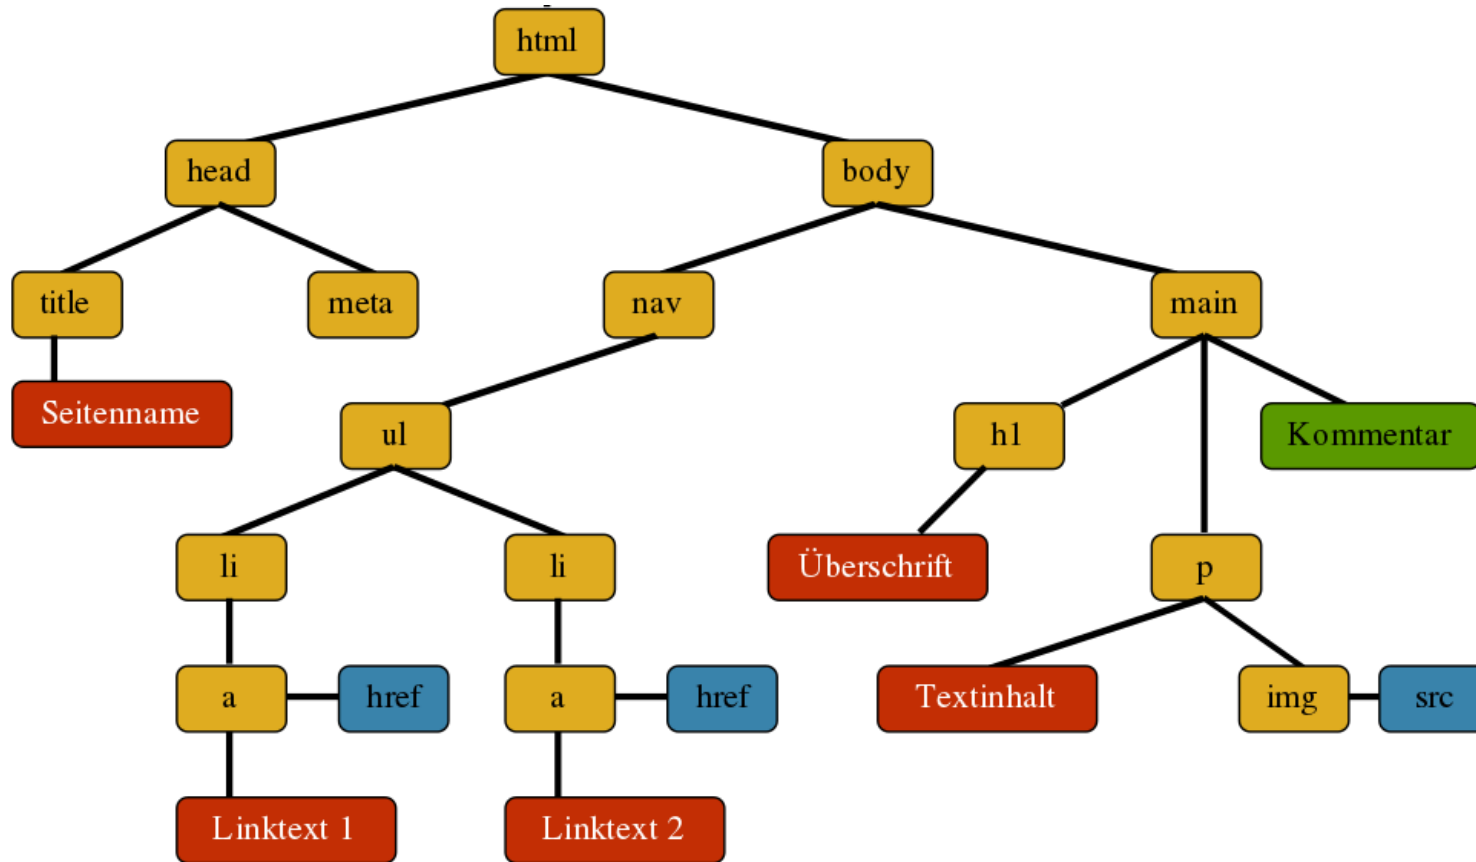 html
head
body
title
meta
nav
main
Seitenname
ul
h1
Kommentar
li
li
Überschrift
p
a
href
a
href
Textinhalt
img
src
Linktext 1
Linktext 2